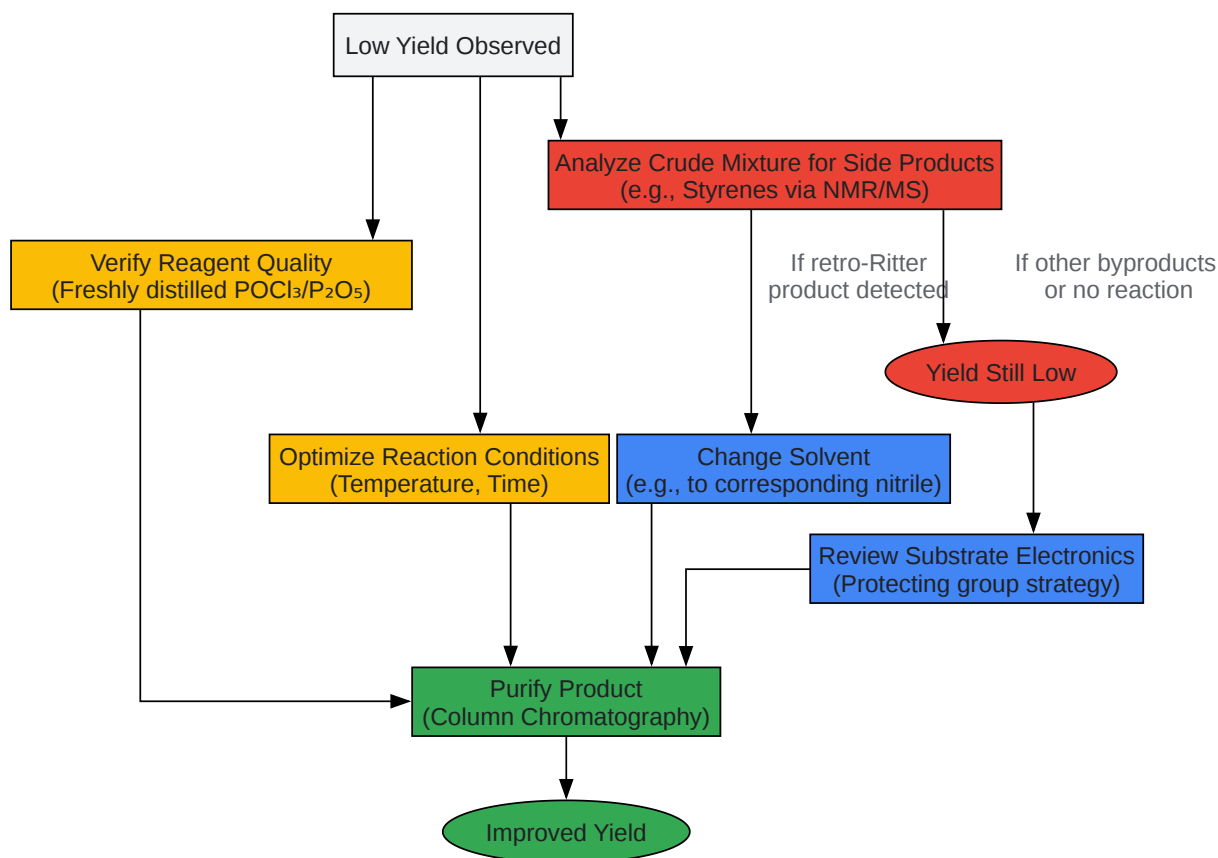 Low Yield Observed
Analyze Crude Mixture for Side Products
(e.g., Styrenes via NMR/MS)
Verify Reagent Quality
(Freshly distilled POCl₃/P₂O₅)
If retro-Ritter
product detected
If other byproducts
or no reaction
Yield Still Low
Optimize Reaction Conditions
(Temperature, Time)
Change Solvent
(e.g., to corresponding nitrile)
Review Substrate Electronics
(Protecting group strategy)
Purify Product
(Column Chromatography)
Improved Yield